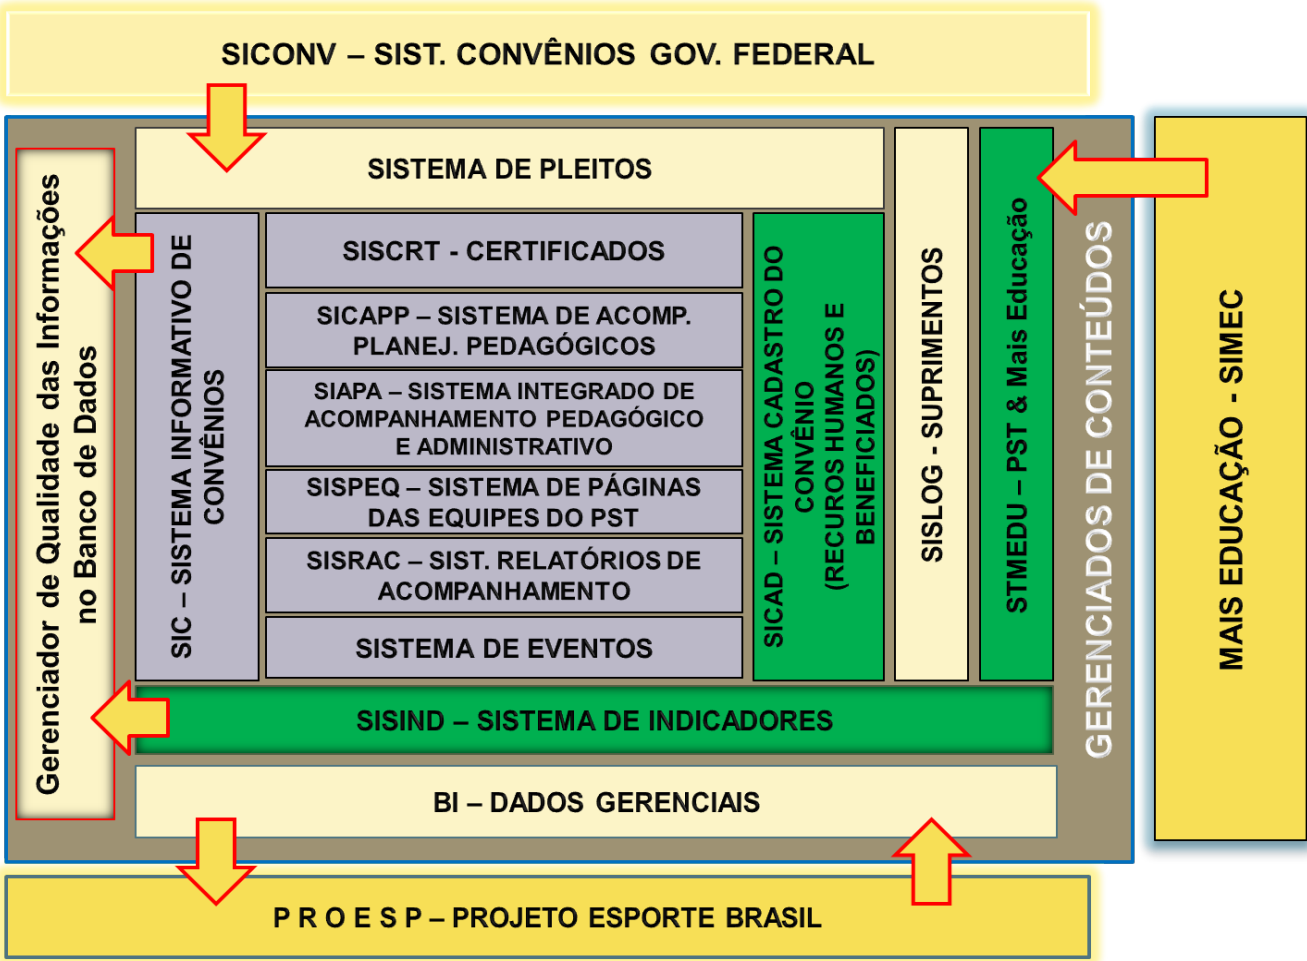 SICONV – SIST. CONVÊNIOS GOV. FEDERAL
Gerenciador de Qualidade das Informações
no Banco de Dados
SISTEMA DE PLEITOS
SIC – SISTEMA INFORMATIVO DE
CONVÊNIOS
SISCRT - CERTIFICADOS
SICAPP – SISTEMA DE ACOMP.
PLANEJ. PEDAGÓGICOS
SIAPA – SISTEMA INTEGRADO DE
ACOMPANHAMENTO PEDAGÓGICO
E ADMINISTRATIVO
SISPEQ – SISTEMA DE PÁGINAS
DAS EQUIPES DO PST
SISRAC – SIST. RELATÓRIOS DE
ACOMPANHAMENTO
SISTEMA DE EVENTOS
SICAD – SISTEMA CADASTRO DO
CONVÊNIO
(RECUROS HUMANOS E
BENEFICIADOS)
SISLOG - SUPRIMENTOS
STMEDU – PST & Mais Educação
GERENCIADOS DE CONTEÚDOS
MAIS EDUCAÇÃO - SIMEC
SISIND – SISTEMA DE INDICADORES
BI – DADOS GERENCIAIS
P R O E S P – PROJETO ESPORTE BRASIL